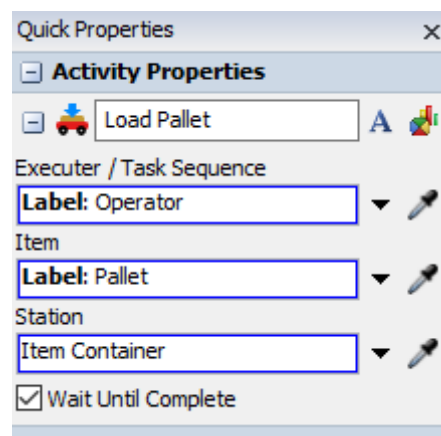 Quick Properties
Activity Properties
Load Pallet
Executer / Task Sequence
Label: Operator
Item
Label: Pallet
Station
Item Container
Wait Until Complete